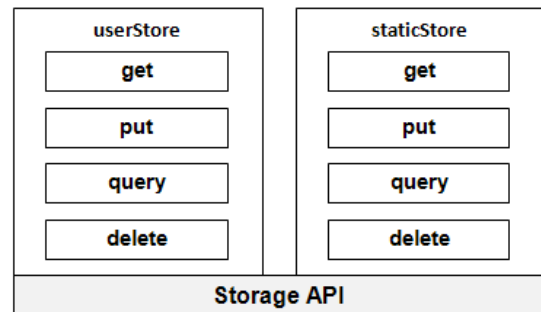 userStore
get
put
query
delete
staticStore
get
put
query
delete
Storage API